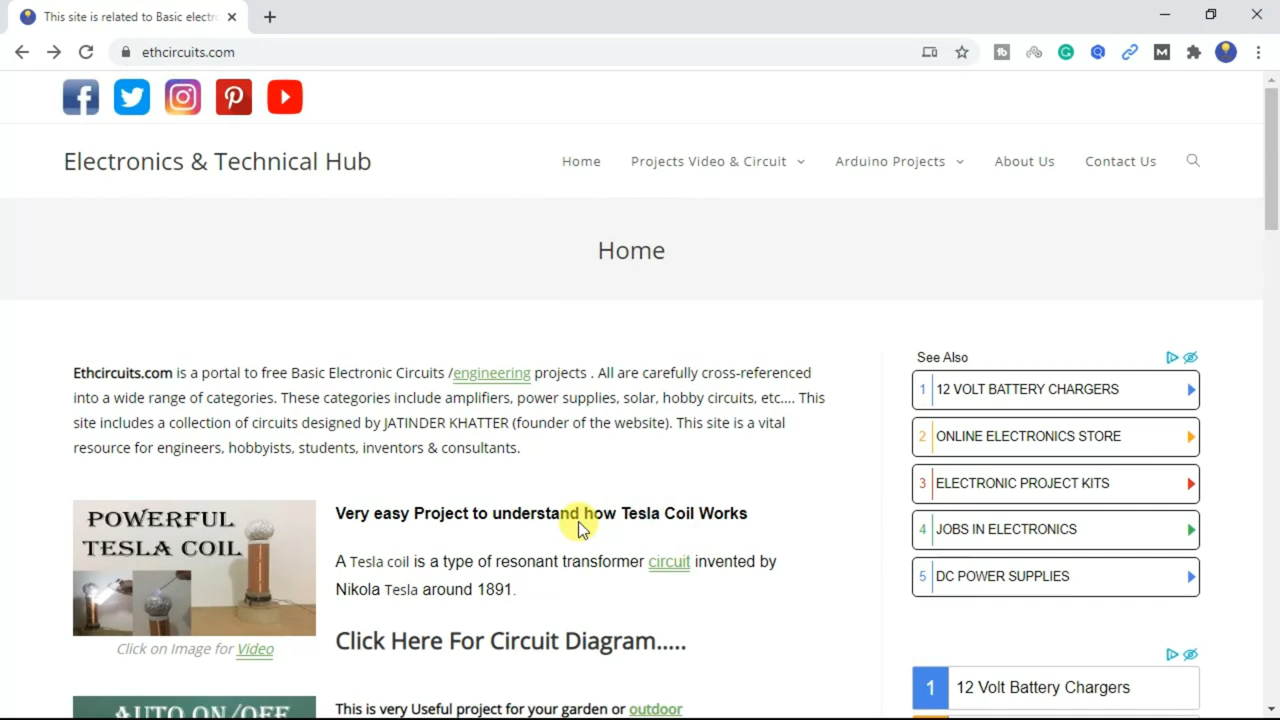 This site is related to Basic electr
ethcircuits.com
Electronics & Technical Hub
Home
Projects Video & Circuit
Arduino Projects
About Us
Contact Us
Home
Ethcircuits.com is a portal to free Basic Electronic Circuits /engineering projects . All are carefully cross-referenced
into a wide range of categories. These categories include amplifiers, power supplies, solar, hobby circuits, etc.... This
site includes a collection of circuits designed by JATINDER KHATTER (founder of the website). This site is a vital
resource for engineers, hobbyists, students, inventors & consultants.
POWERFUL
TESLA COIL
Click on Image for Video
Very easy Project to understand how Tesla Coil Works
A Tesla coil is a type of resonant transformer circuit invented by
Nikola Tesla around 1891.
Click Here For Circuit Diagram.....
AUTO ON/OFF
This is very Useful project for your garden or outdoor
See Also
1 12 VOLT BATTERY CHARGERS
2 ONLINE ELECTRONICS STORE
3 ELECTRONIC PROJECT KITS
4 JOBS IN ELECTRONICS
5 DC POWER SUPPLIES
1 12 Volt Battery Chargers